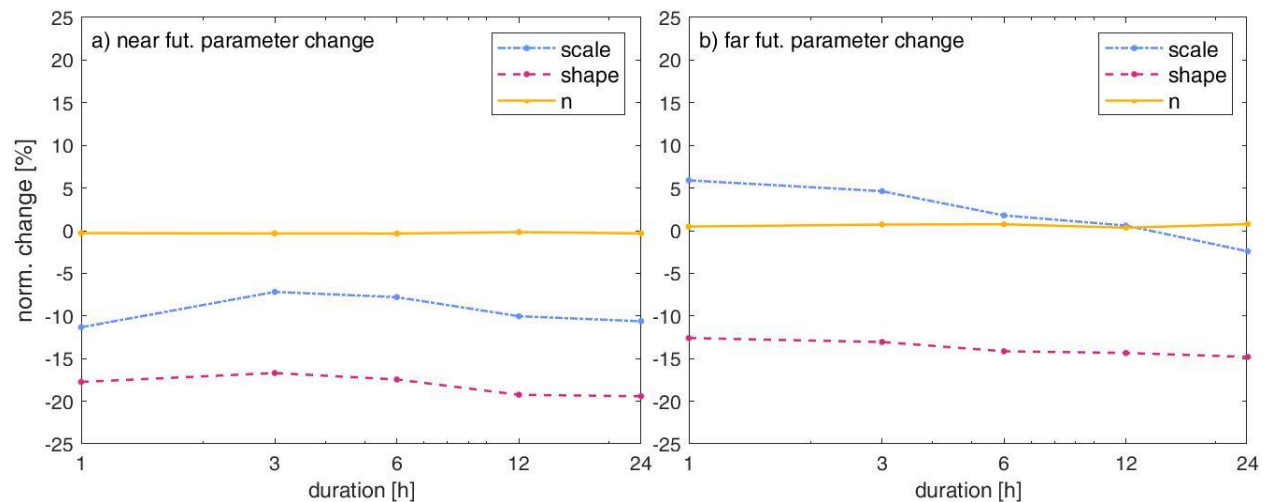 a) near fut. parameter change
scale
shape
n
25
20
15
10
5
0
-5
-10
-15
-20
-25
norm. change [%]
1
3
6
12
24
duration [h]
b) far fut. parameter change
scale
shape
n
25
20
15
10
5
0
-5
-10
-15
-20
-25
1
3
6
12
24
duration [h]